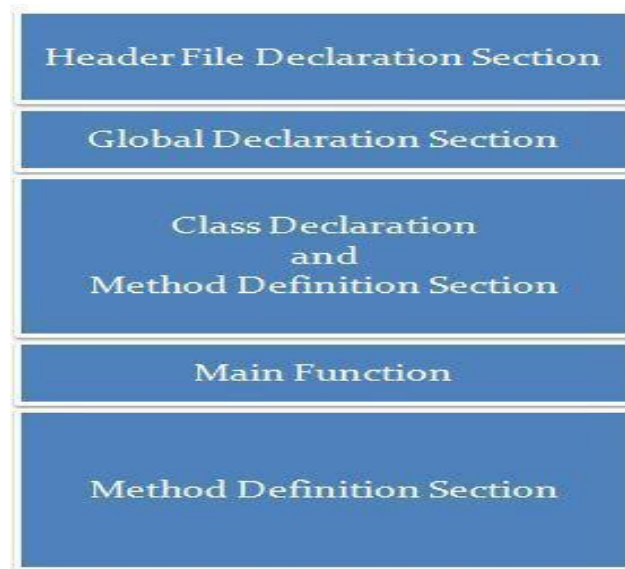 Header File Declaration Section
Global Declaration Section
Class Declaration
and
Method Definition Section
Main Function
Method Definition Section